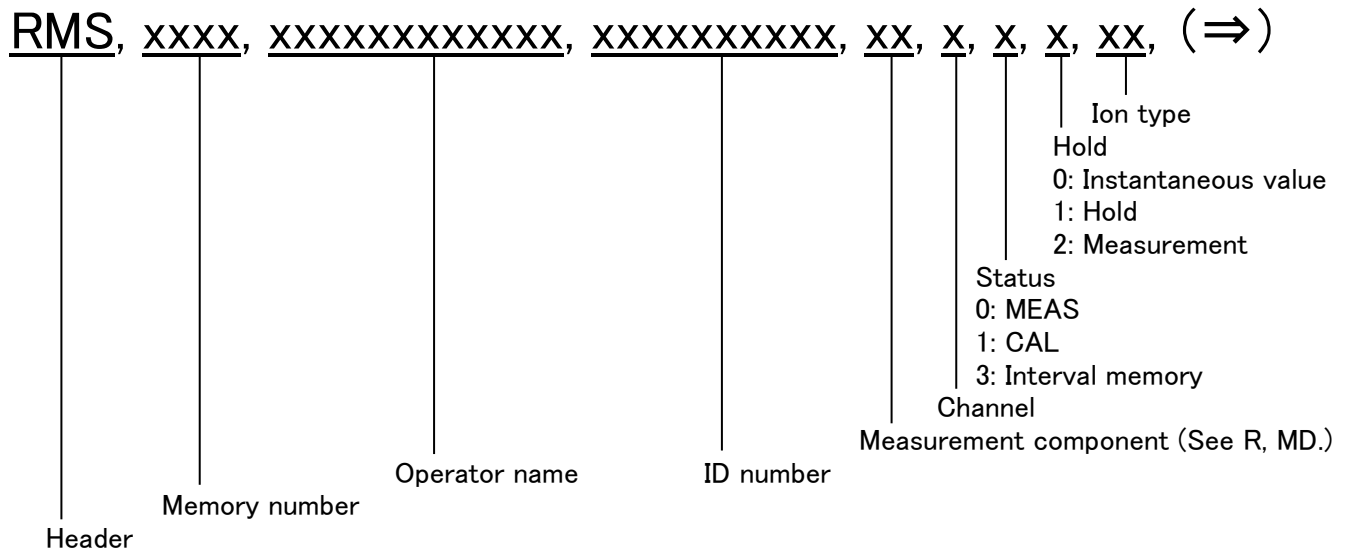 RMS, xxxx, xxxxxxxxxxxx, xxxxxxxxxx, xx, x, x, x, xx, (⇒)
Ion type
Hold
0: Instantaneous value
1: Hold
2: Measurement
Status
0: MEAS
1: CAL
3: Interval memory
Channel
Measurement component (See R, MD.)
Operator name ID number
Memory number
Header